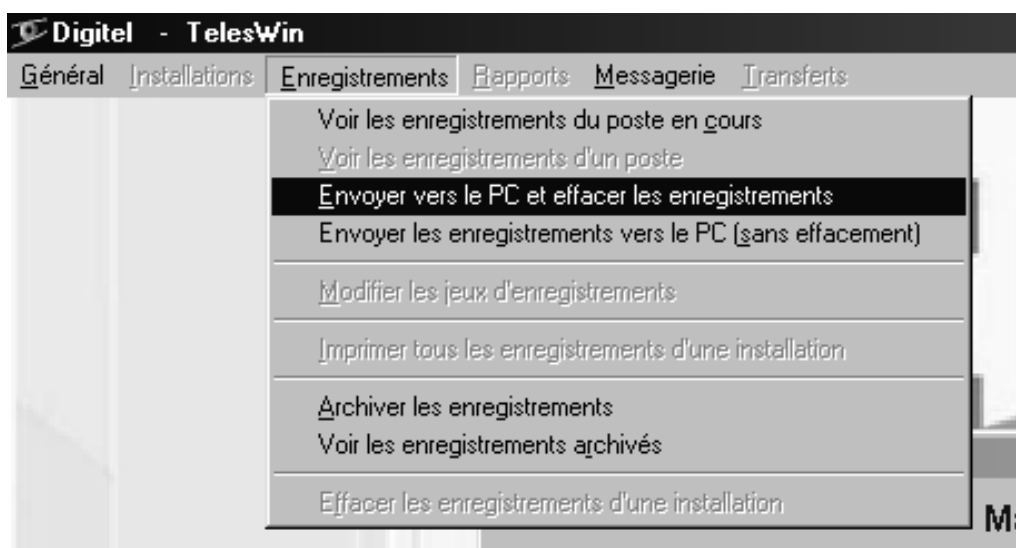 Digitel - TelesWin
Général Installations Enregistrements Rapports Messagerie Transferts
Voir les enregistrements du poste en cours
Voir les enregistrements d'un poste
Envoyer vers le PC et effacer les enregistrements
Envoyer les enregistrements vers le PC (sans effacement)
Modifier les jeux d'enregistrements
Imprimer tous les enregistrements d'une installation
Archiver les enregistrements
Voir les enregistrements archivés
Effacer les enregistrements d'une installation